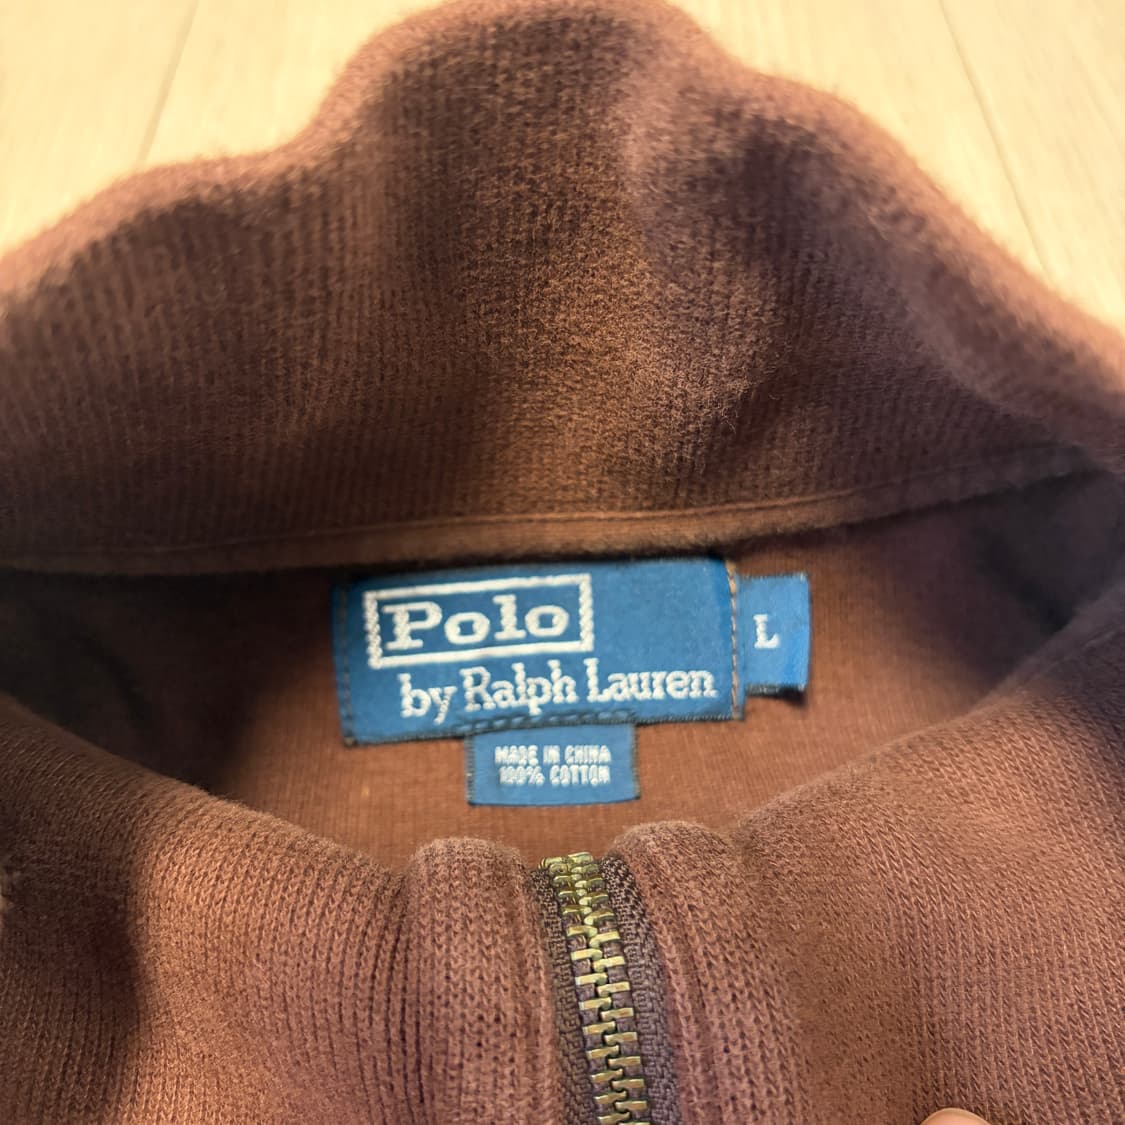 Polo
by Ralph Lauren
L
MADE IN CHINA
100% COTTON